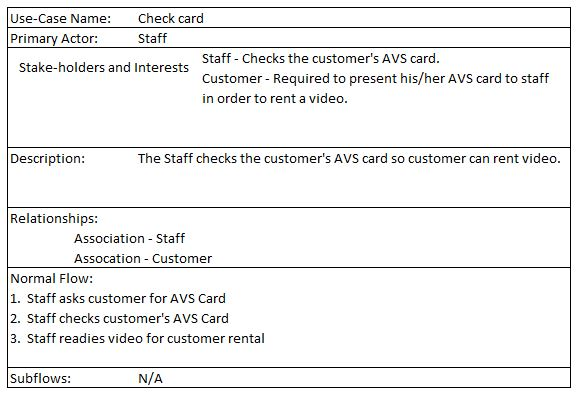 Use-Case Name: Check card
Primary Actor: Staff
Stake-holders and Interests
Staff - Checks the customer's AVS card.
Customer - Required to present his/her AVS card to staff
in order to rent a video.
Description: The Staff checks the customer's AVS card so customer can rent video.
Relationships:
Association - Staff
Assocation - Customer
Normal Flow:
1. Staff asks customer for AVS Card
2. Staff checks customer's AVS Card
3. Staff readies video for customer rental
Subflows: N/A